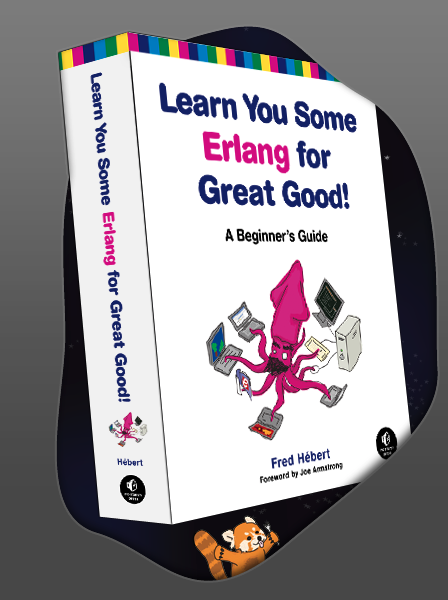 Learn You Some Erlang for Great Good!
Hébert
Learn You Some
Erlang for
Great Good!
A Beginner's Guide
Fred Hébert
Foreword by Joe Armstrong